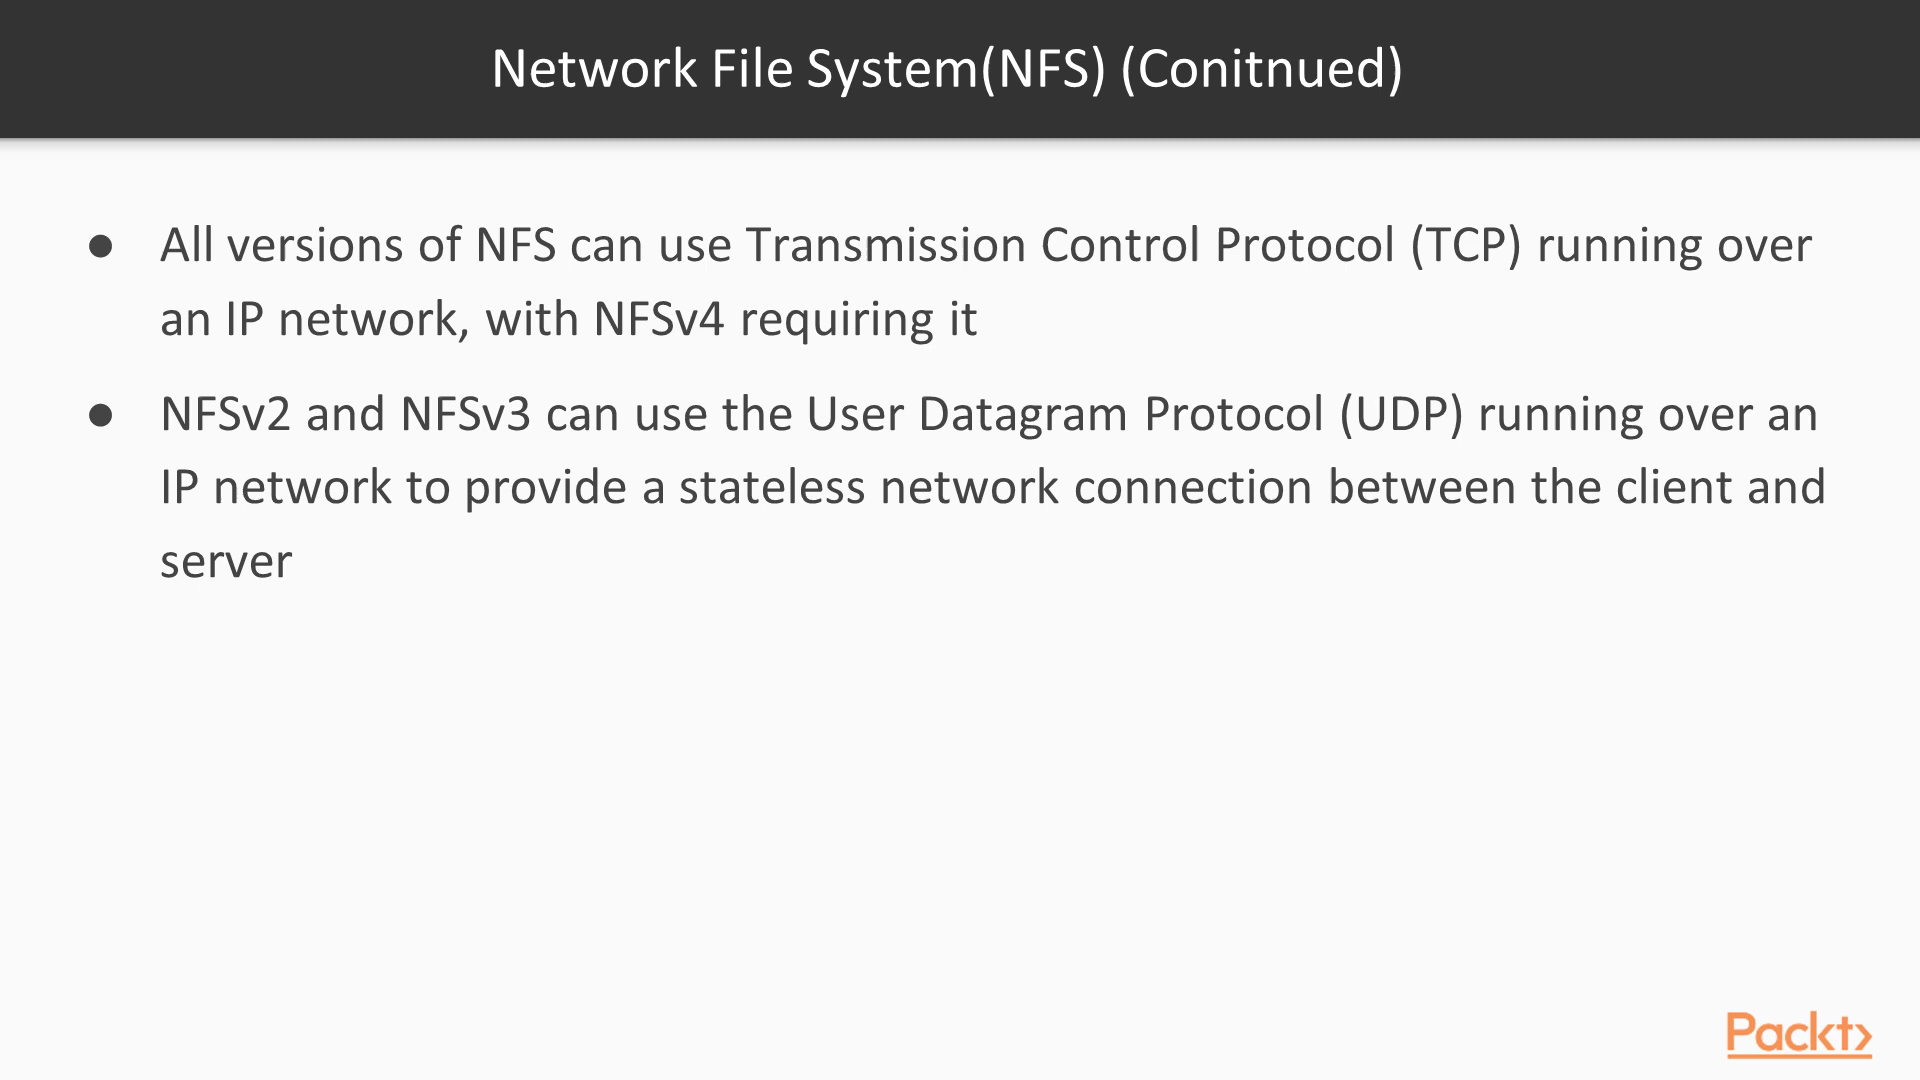 Network File System(NFS) (Conitnued)
● All versions of NFS can use Transmission Control Protocol (TCP) running over
an IP network, with NFSv4 requiring it
● NFSv2 and NFSv3 can use the User Datagram Protocol (UDP) running over an
IP network to provide a stateless network connection between the client and
server
Packt>